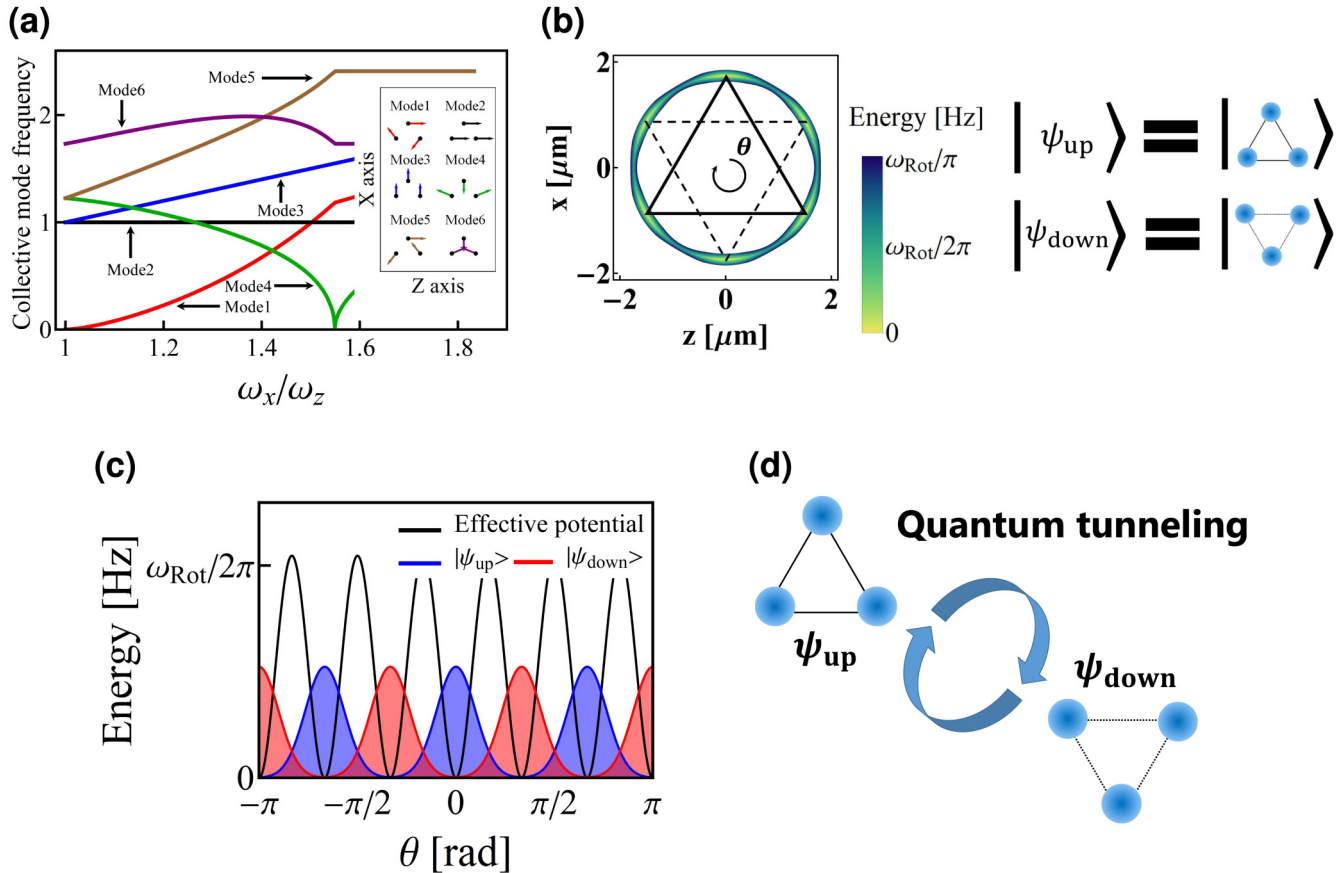 (a)
Collective mode frequency
2
1
0
Mode5
Mode6
Mode3
Mode2
Mode4
Mode1
Mode1 Mode2
Mode3 Mode4
Mode5 Mode6
X axis
Z axis
1 1.2 1.4 1.6 1.8
ω_x/ω_z
(b)
2
0
−2
x [μm]
θ
−2 0 2
z [μm]
Energy [Hz]
ω_Rot/π
ω_Rot/2π
0
|ψ_up⟩ = | ⟩
|ψ_down⟩ = | ⟩
(c)
Energy [Hz]
Effective potential
|ψ_up> |ψ_down>
ω_Rot/2π
0
−π −π/2 0 π/2 π
θ [rad]
(d)
Quantum tunneling
ψ_up
ψ_down